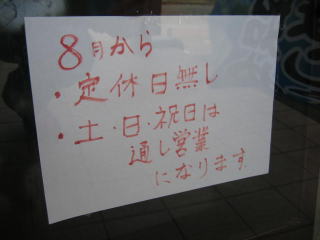 8月から
・定休日無し
・土・日・祝日は
通し営業
になります